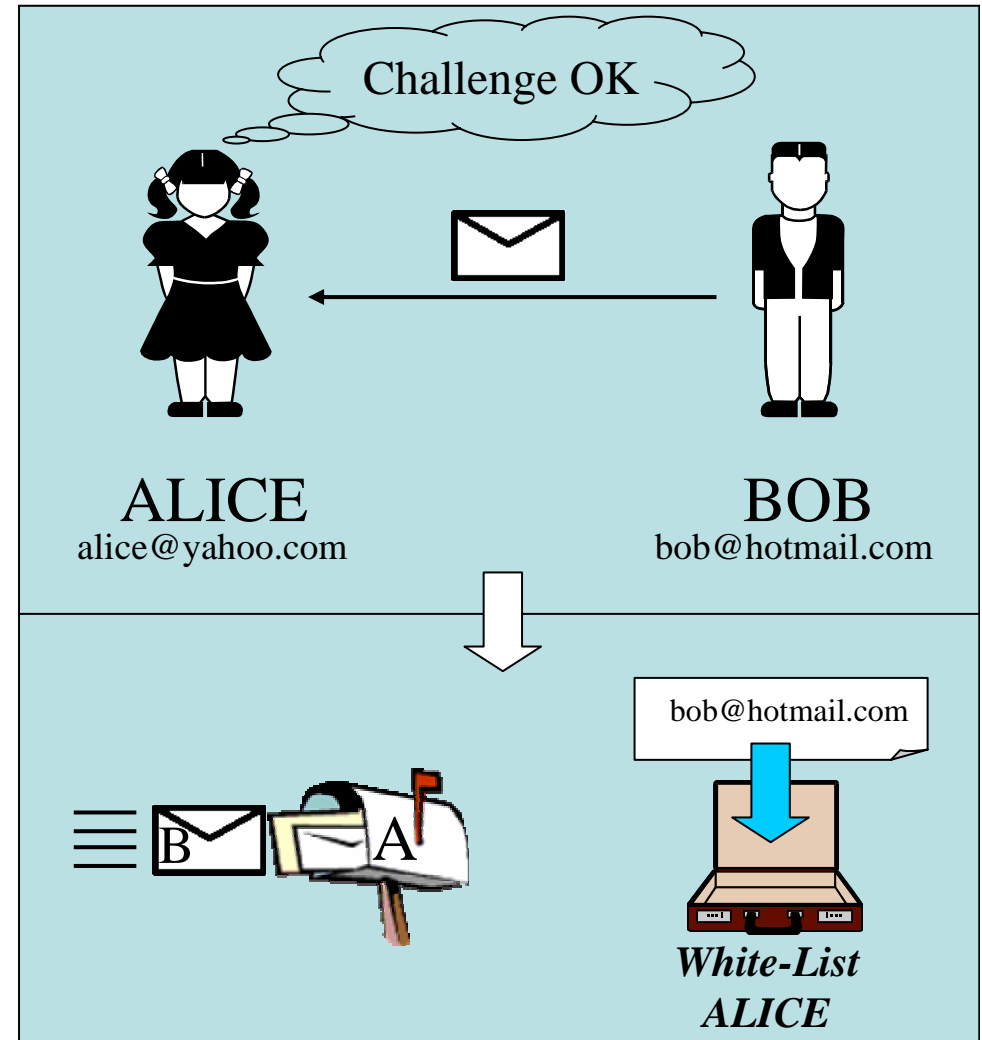 Challenge OK
ALICE
alice@yahoo.com
BOB
bob@hotmail.com
bob@hotmail.com
B
A
White-List
ALICE